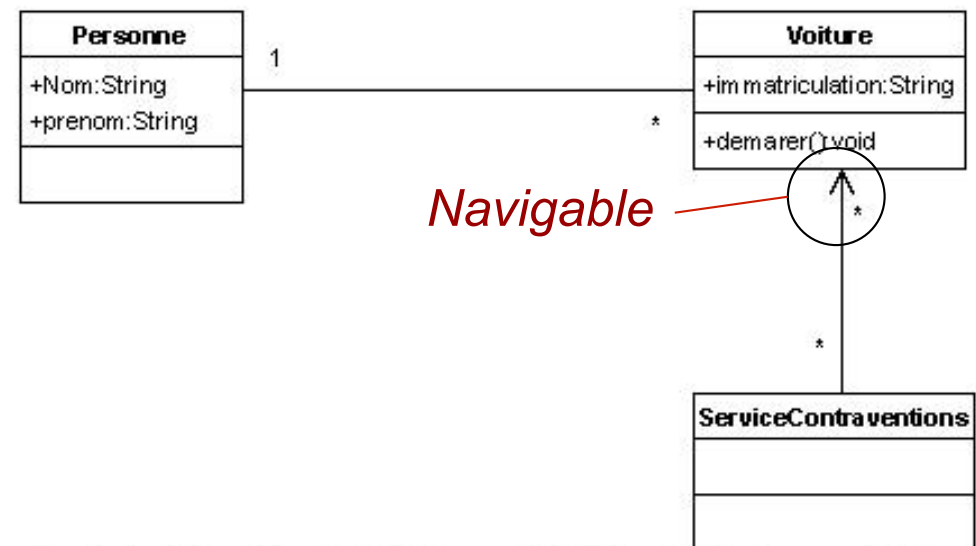 Personne
+Nom:String
+prenom:String
1
*
Voiture
+immatriculation:String
+demarer():void
Navigable
*
*
ServiceContraventions